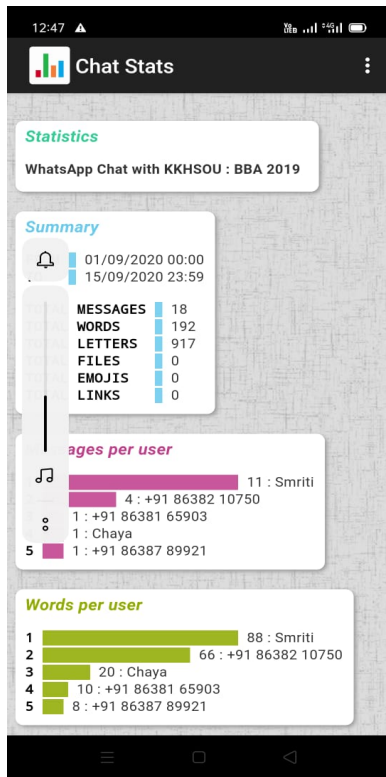 12:47
Chat Stats
Statistics
WhatsApp Chat with KKHSOU : BBA 2019
Summary
01/09/2020 00:00
15/09/2020 23:59
MESSAGES 18
WORDS 192
LETTERS 917
FILES 0
EMOJIS 0
LINKS 0
ages per user
11 : Smriti
4 : +91 86382 10750
1 : +91 86381 65903
1 : Chaya
5 1 : +91 86387 89921
Words per user
1 88 : Smriti
2 66 : +91 86382 10750
3 20 : Chaya
4 10 : +91 86381 65903
5 8 : +91 86387 89921